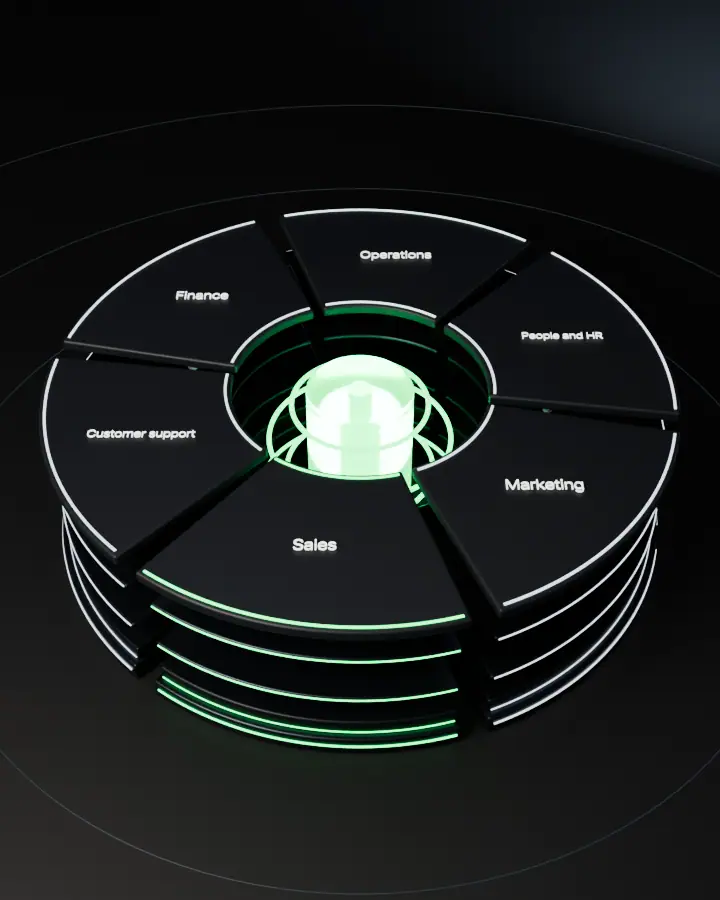 Operations
Finance
People and HR
Customer support
Marketing
Sales